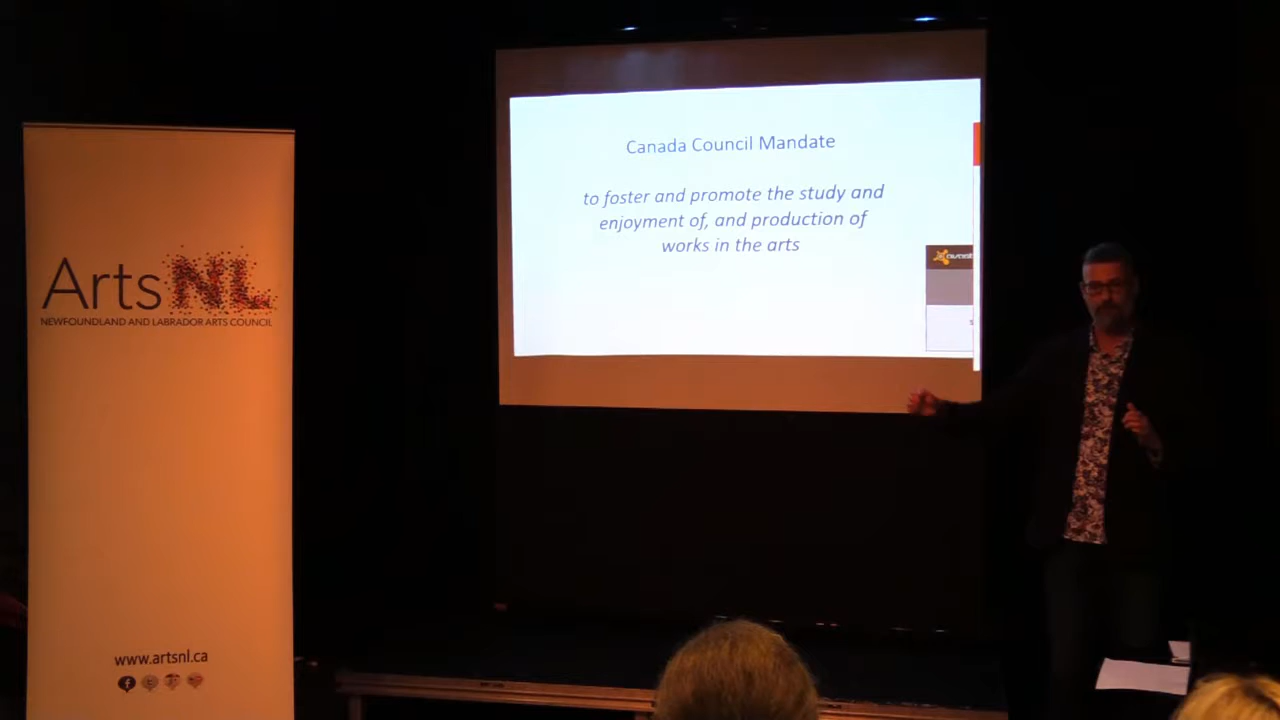 Arts NL
NEWFOUNDLAND AND LABRADOR ARTS COUNCIL
www.artsnl.ca
Canada Council Mandate
to foster and promote the study and
enjoyment of, and production of
works in the arts
avast